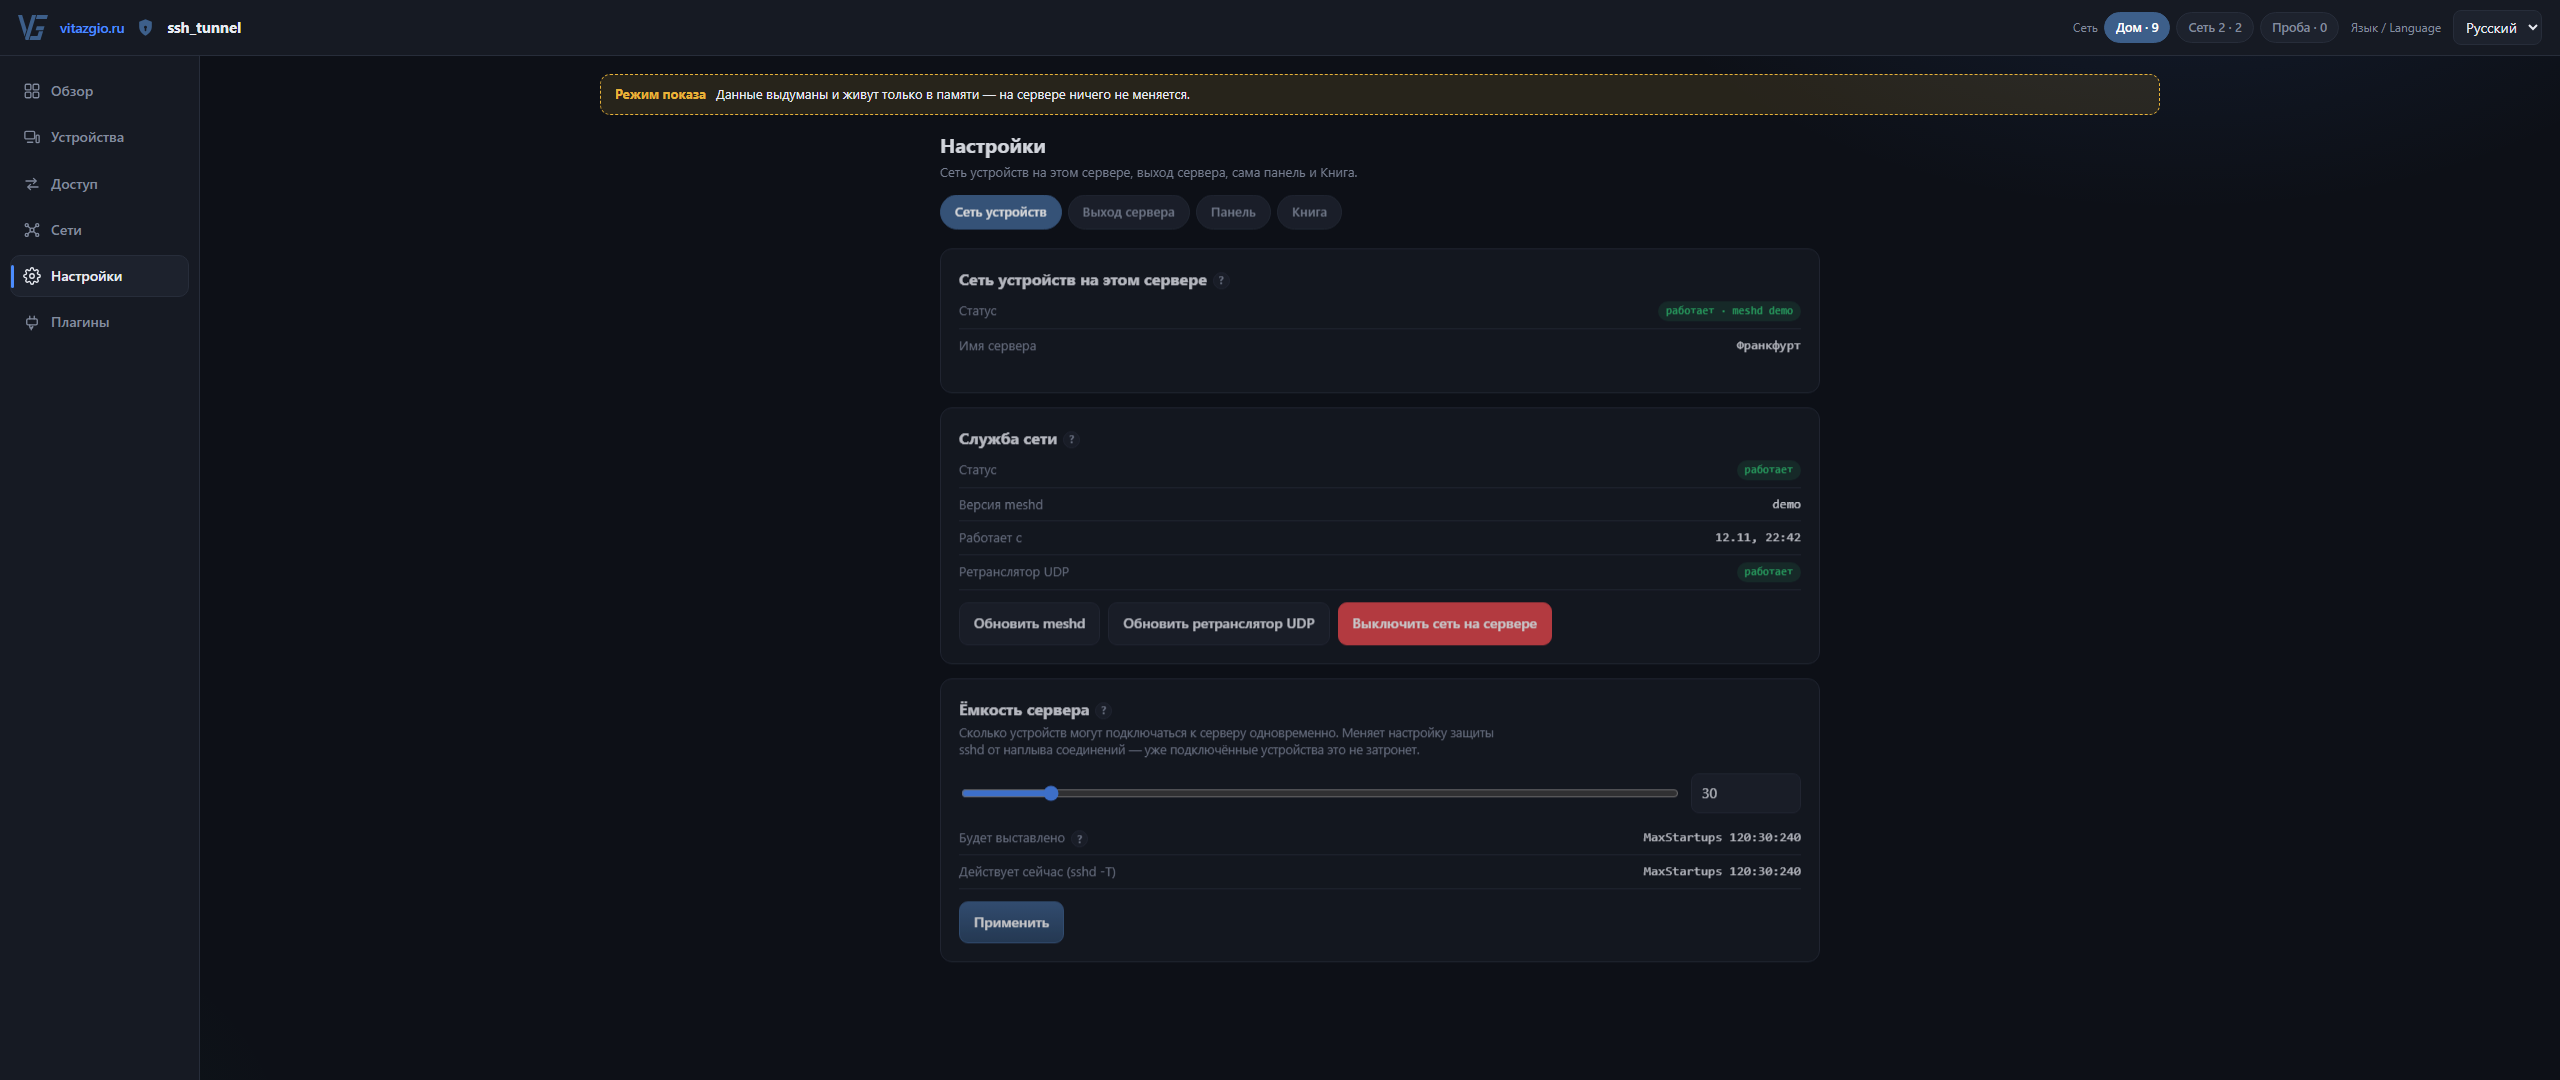 vitazgio.ru ssh_tunnel
Сеть Дом · 9 Сеть 2 · 2 Проба · 0 Язык / Language Русский
Обзор
Устройства
Доступ
Сети
Настройки
Плагины
Режим показа Данные выдуманы и живут только в памяти — на сервере ничего не меняется.
Настройки
Сеть устройств на этом сервере, выход сервера, сама панель и Книга.
Сеть устройств Выход сервера Панель Книга
Сеть устройств на этом сервере ?
Статус работает · meshd demo
Имя сервера Франкфурт
Служба сети ?
Статус работает
Версия meshd demo
Работает с 12.11, 22:42
Ретранслятор UDP работает
Обновить meshd Обновить ретранслятор UDP Выключить сеть на сервере
Ёмкость сервера ?
Сколько устройств могут подключаться к серверу одновременно. Меняет настройку защиты
sshd от наплыва соединений — уже подключённые устройства это не затронет.
30
Будет выставлено ? MaxStartups 120:30:240
Действует сейчас (sshd -T) MaxStartups 120:30:240
Применить